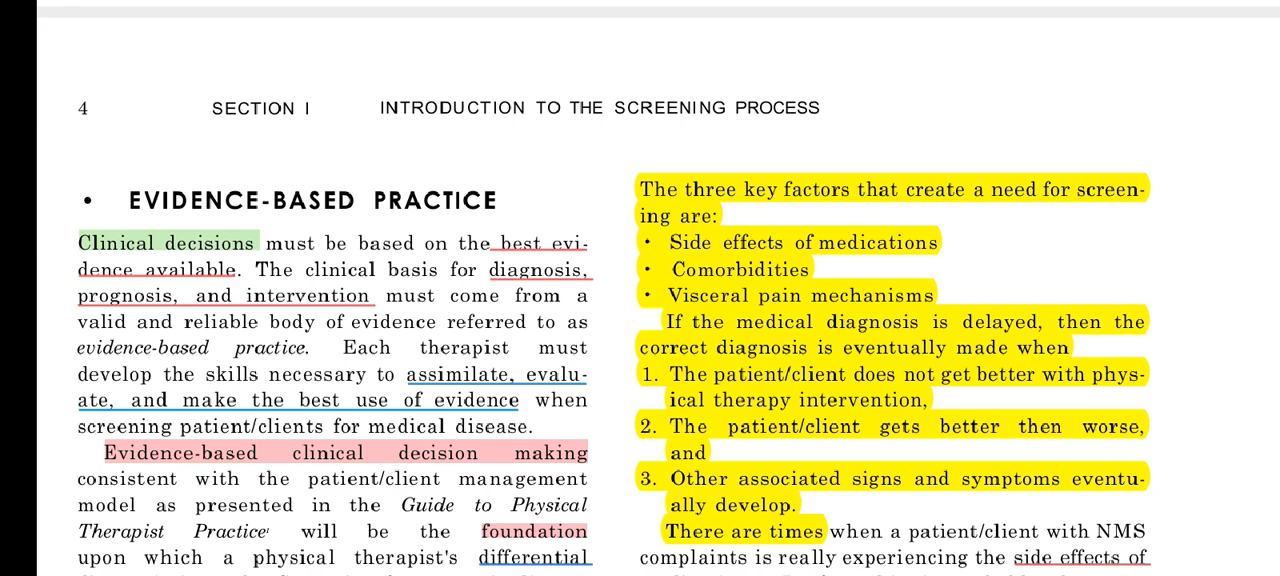 4 SECTION I INTRODUCTION TO THE SCREENING PROCESS
• EVIDENCE-BASED PRACTICE
Clinical decisions must be based on the best evi-
dence available. The clinical basis for diagnosis,
prognosis, and intervention must come from a
valid and reliable body of evidence referred to as
evidence-based practice. Each therapist must
develop the skills necessary to assimilate, evalu-
ate, and make the best use of evidence when
screening patient/clients for medical disease.
Evidence-based clinical decision making
consistent with the patient/client management
model as presented in the Guide to Physical
Therapist Practice¹ will be the foundation
upon which a physical therapist's differential
The three key factors that create a need for screen-
ing are:
• Side effects of medications
• Comorbidities
• Visceral pain mechanisms
If the medical diagnosis is delayed, then the
correct diagnosis is eventually made when
1. The patient/client does not get better with phys-
ical therapy intervention,
2. The patient/client gets better then worse,
and
3. Other associated signs and symptoms eventu-
ally develop.
There are times when a patient/client with NMS
complaints is really experiencing the side effects of